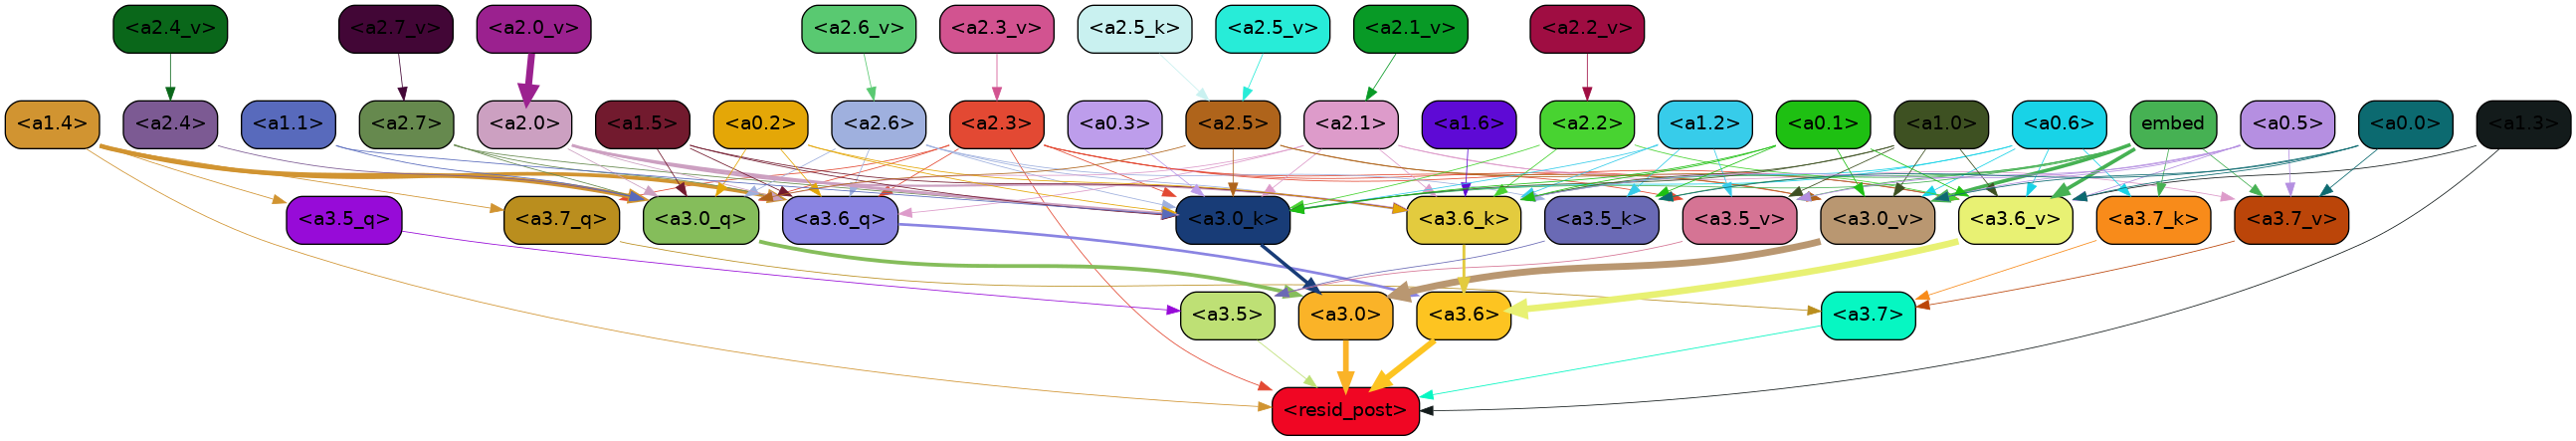 <a2.4_v> <a2.7_v> <a2.0_v> <a2.6_v> <a2.3_v> <a2.5_k> <a2.5_v> <a2.1_v> <a2.2_v>
<a1.4> <a2.4> <a1.1> <a2.7> <a2.0> <a1.5> <a0.2> <a2.6> <a2.3> <a0.3> <a2.5> <a2.1> <a1.6> <a2.2> <a1.2> <a0.1> <a1.0> <a0.6> embed <a0.5> <a0.0> <a1.3>
<a3.5_q> <a3.7_q> <a3.0_q> <a3.6_q> <a3.0_k> <a3.6_k> <a3.5_k> <a3.5_v> <a3.0_v> <a3.6_v> <a3.7_k> <a3.7_v>
<a3.5> <a3.0> <a3.6> <a3.7>
<resid_post>